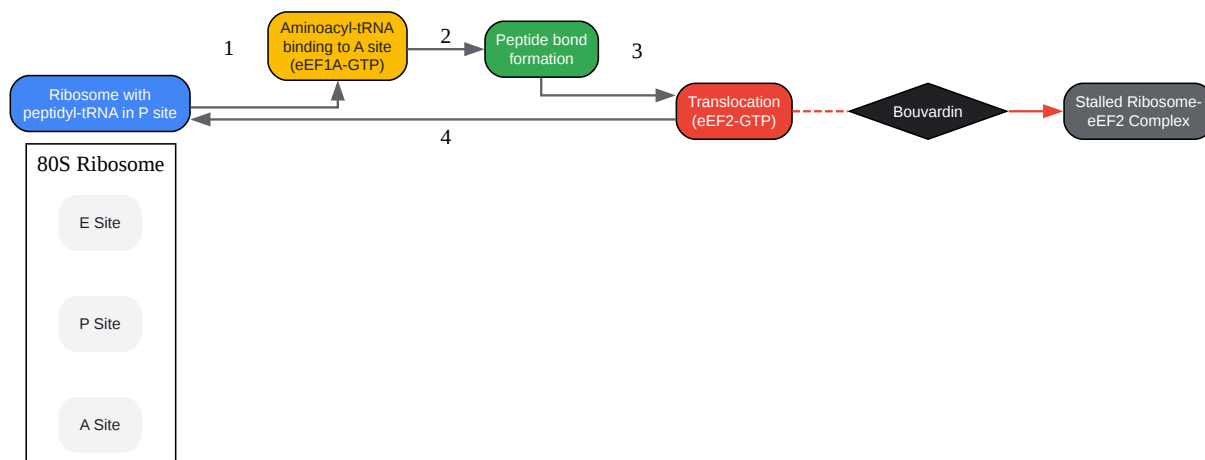 1
Aminoacyl-tRNA
binding to A site
(eEF1A-GTP)
2
Peptide bond
formation
3
Ribosome with
peptidyl-tRNA in P site
Translocation
(eEF2-GTP)
Bouvardin
Stalled Ribosome-
eEF2 Complex
4
80S Ribosome
E Site
P Site
A Site